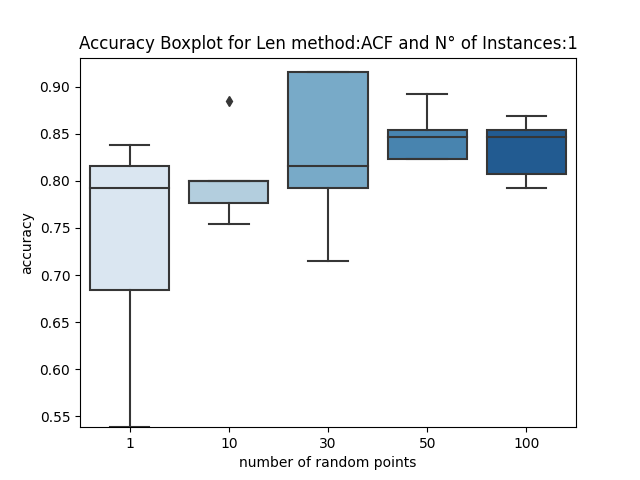 Accuracy Boxplot for Len method:ACF and N° of Instances:1
0.90
0.85
0.80
0.75
0.70
0.65
0.60
0.55
accuracy
1 10 30 50 100
number of random points